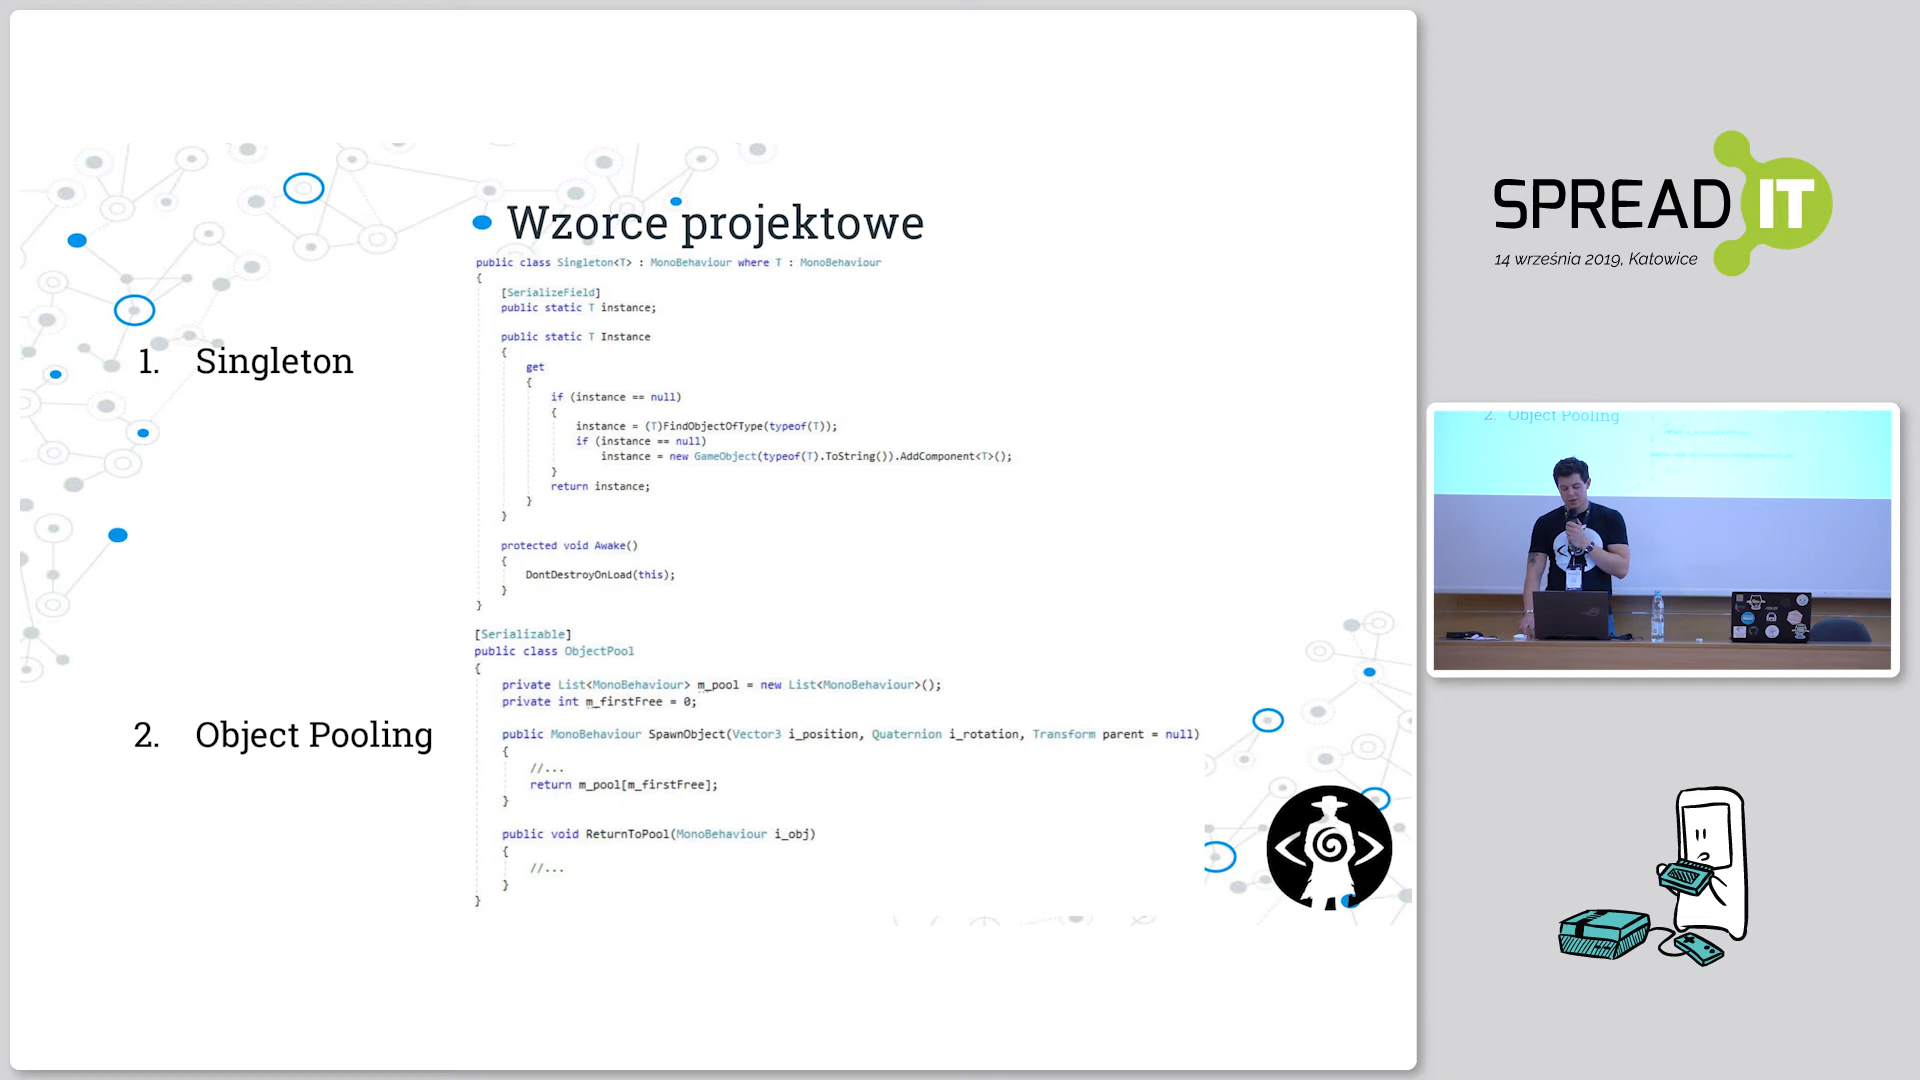 Wzorce projektowe
public class Singleton<T> : MonoBehaviour where T : MonoBehaviour
{
[SerializeField]
public static T instance;
public static T Instance
{
get
{
if (instance == null)
{
instance = (T)FindObjectOfType(typeof(T));
if (instance == null)
instance = new GameObject(typeof(T).ToString()).AddComponent<T>();
}
return instance;
}
}
protected void Awake()
{
DontDestroyOnLoad(this);
}
}
1. Singleton
[Serializable]
public class ObjectPool
{
private List<MonoBehaviour> m_pool = new List<MonoBehaviour>();
private int m_firstFree = 0;
public MonoBehaviour SpawnObject(Vector3 i_position, Quaternion i_rotation, Transform parent = null)
{
//...
return m_pool[m_firstFree];
}
public void ReturnToPool(MonoBehaviour i_obj)
{
//...
}
}
2. Object Pooling
SPREAD IT
14 września 2019, Katowice
2. Object Pooling